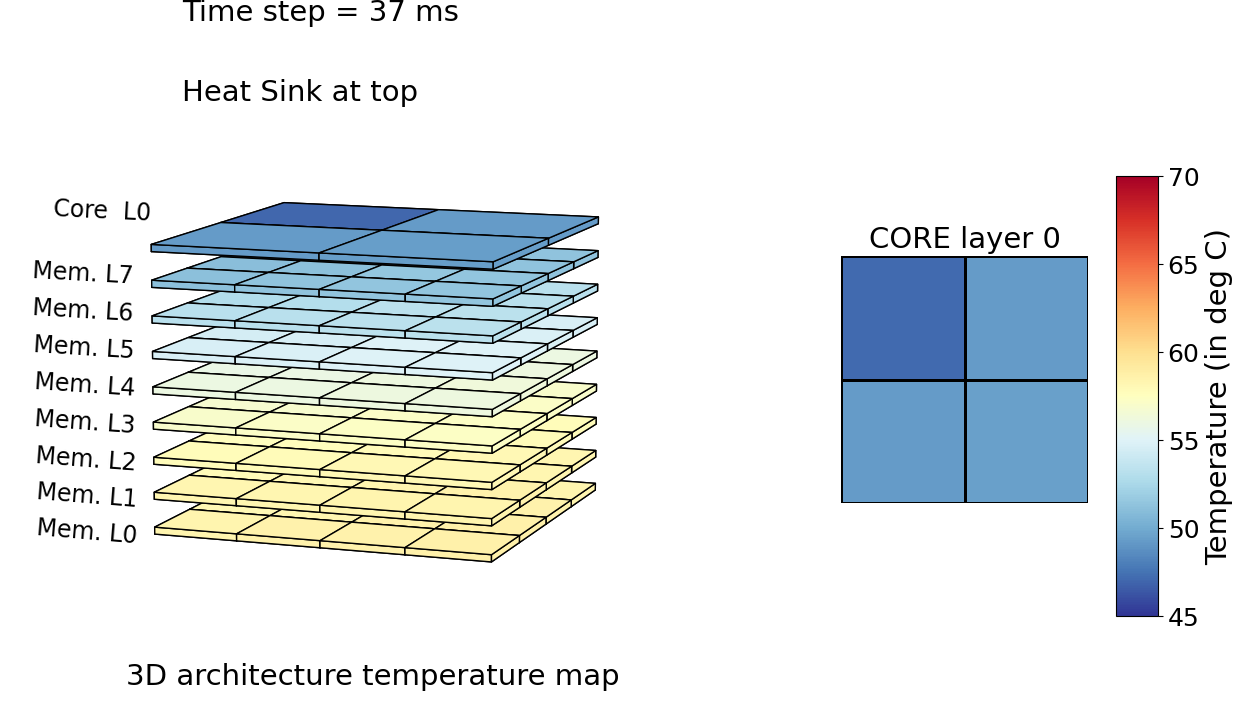 Time step = 37 ms
Heat Sink at top
Core  L0
Mem. L7
Mem. L6
Mem. L5
Mem. L4
Mem. L3
Mem. L2
Mem. L1
Mem. L0
3D architecture temperature map
CORE layer 0
70
65
60
55
50
45
Temperature (in deg C)